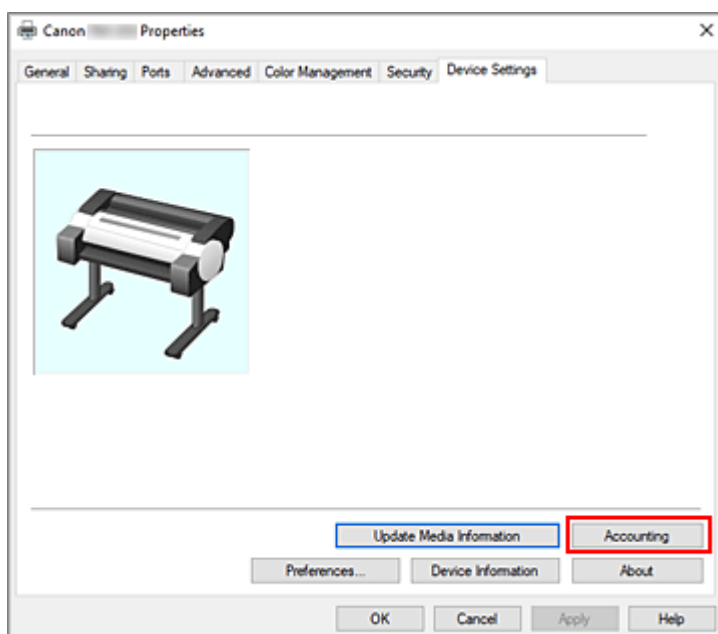 Canon Properties
General Sharing Ports Advanced Color Management Security Device Settings
Update Media Information Accounting
Preferences... Device Information About
OK Cancel Apply Help